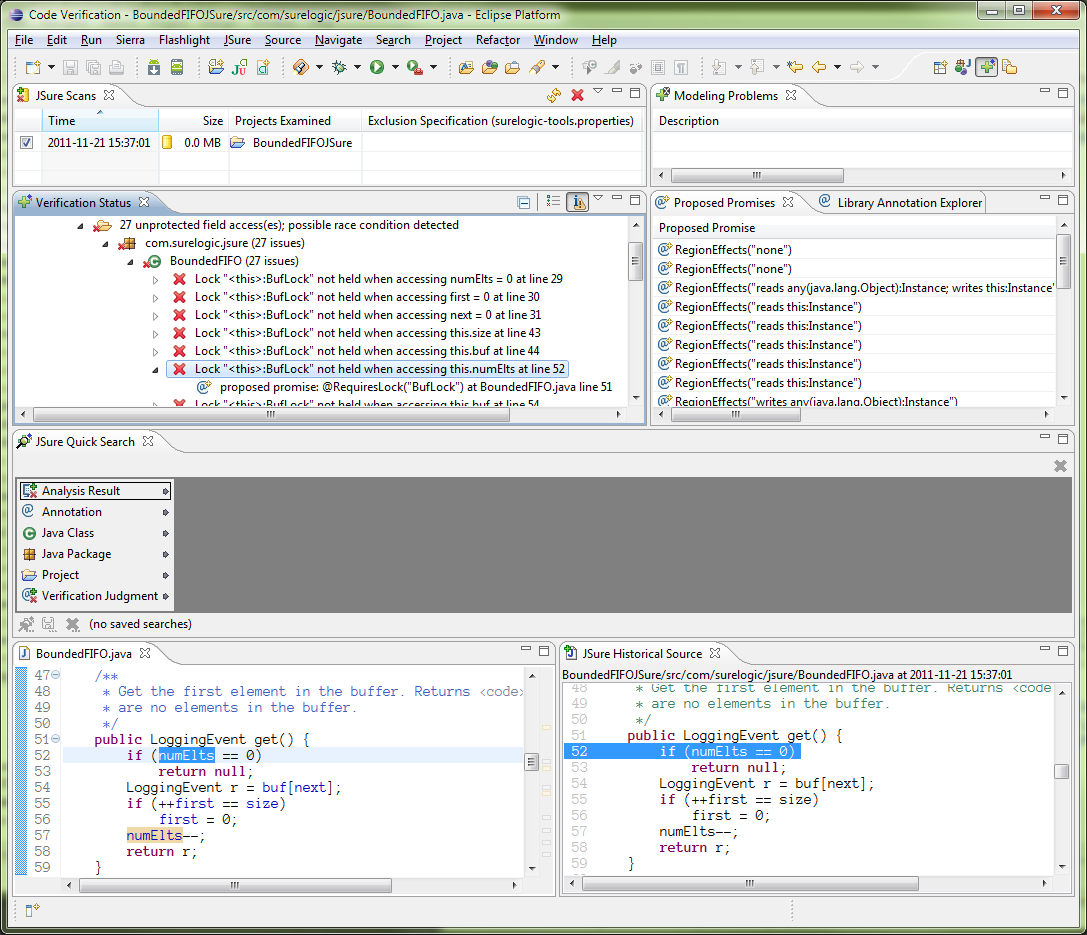 Code Verification - BoundedFIFOJSure/src/com/surelogic/jsure/BoundedFIFO.java - Eclipse Platform
File Edit Run Sierra Flashlight JSure Source Navigate Search Project Refactor Window Help
JSure Scans
Time Size Projects Examined Exclusion Specification (surelogic-tools.properties)
2011-11-21 15:37:01 0.0 MB BoundedFIFOJSure
Modeling Problems
Description
Verification Status
27 unprotected field access(es); possible race condition detected
com.surelogic.jsure (27 issues)
BoundedFIFO (27 issues)
Lock "<this>:BufLock" not held when accessing numElts = 0 at line 29
Lock "<this>:BufLock" not held when accessing first = 0 at line 30
Lock "<this>:BufLock" not held when accessing next = 0 at line 31
Lock "<this>:BufLock" not held when accessing this.size at line 43
Lock "<this>:BufLock" not held when accessing this.buf at line 44
Lock "<this>:BufLock" not held when accessing this.numElts at line 52
proposed promise: @RequiresLock("BufLock") at BoundedFIFO.java line 51
Lock "<this>:BufLock" not held when accessing this.buf at line 54
Proposed Promises
Library Annotation Explorer
Proposed Promise
RegionEffects("none")
RegionEffects("none")
RegionEffects("reads any(java.lang.Object):Instance; writes this:Instance"
RegionEffects("reads this:Instance")
RegionEffects("reads this:Instance")
RegionEffects("reads this:Instance")
RegionEffects("reads this:Instance")
RegionEffects("reads this:Instance")
RegionEffects("writes any(java.lang.Object):Instance")
JSure Quick Search
Analysis Result
Annotation
Java Class
Java Package
Project
Verification Judgment
(no saved searches)
BoundedFIFO.java
47 /**
48 * Get the first element in the buffer. Returns <code>
49 * are no elements in the buffer.
50 */
51 public LoggingEvent get() {
52 if (numElts == 0)
53 return null;
54 LoggingEvent r = buf[next];
55 if (++first == size)
56 first = 0;
57 numElts--;
58 return r;
59 }
JSure Historical Source
BoundedFIFOJSure/src/com/surelogic/jsure/BoundedFIFO.java at 2011-11-21 15:37:01
48 * Get the first element in the buffer. Returns <code
49 * are no elements in the buffer.
50 */
51 public LoggingEvent get() {
52 if (numElts == 0)
53 return null;
54 LoggingEvent r = buf[next];
55 if (++first == size)
56 first = 0;
57 numElts--;
58 return r;
59 }